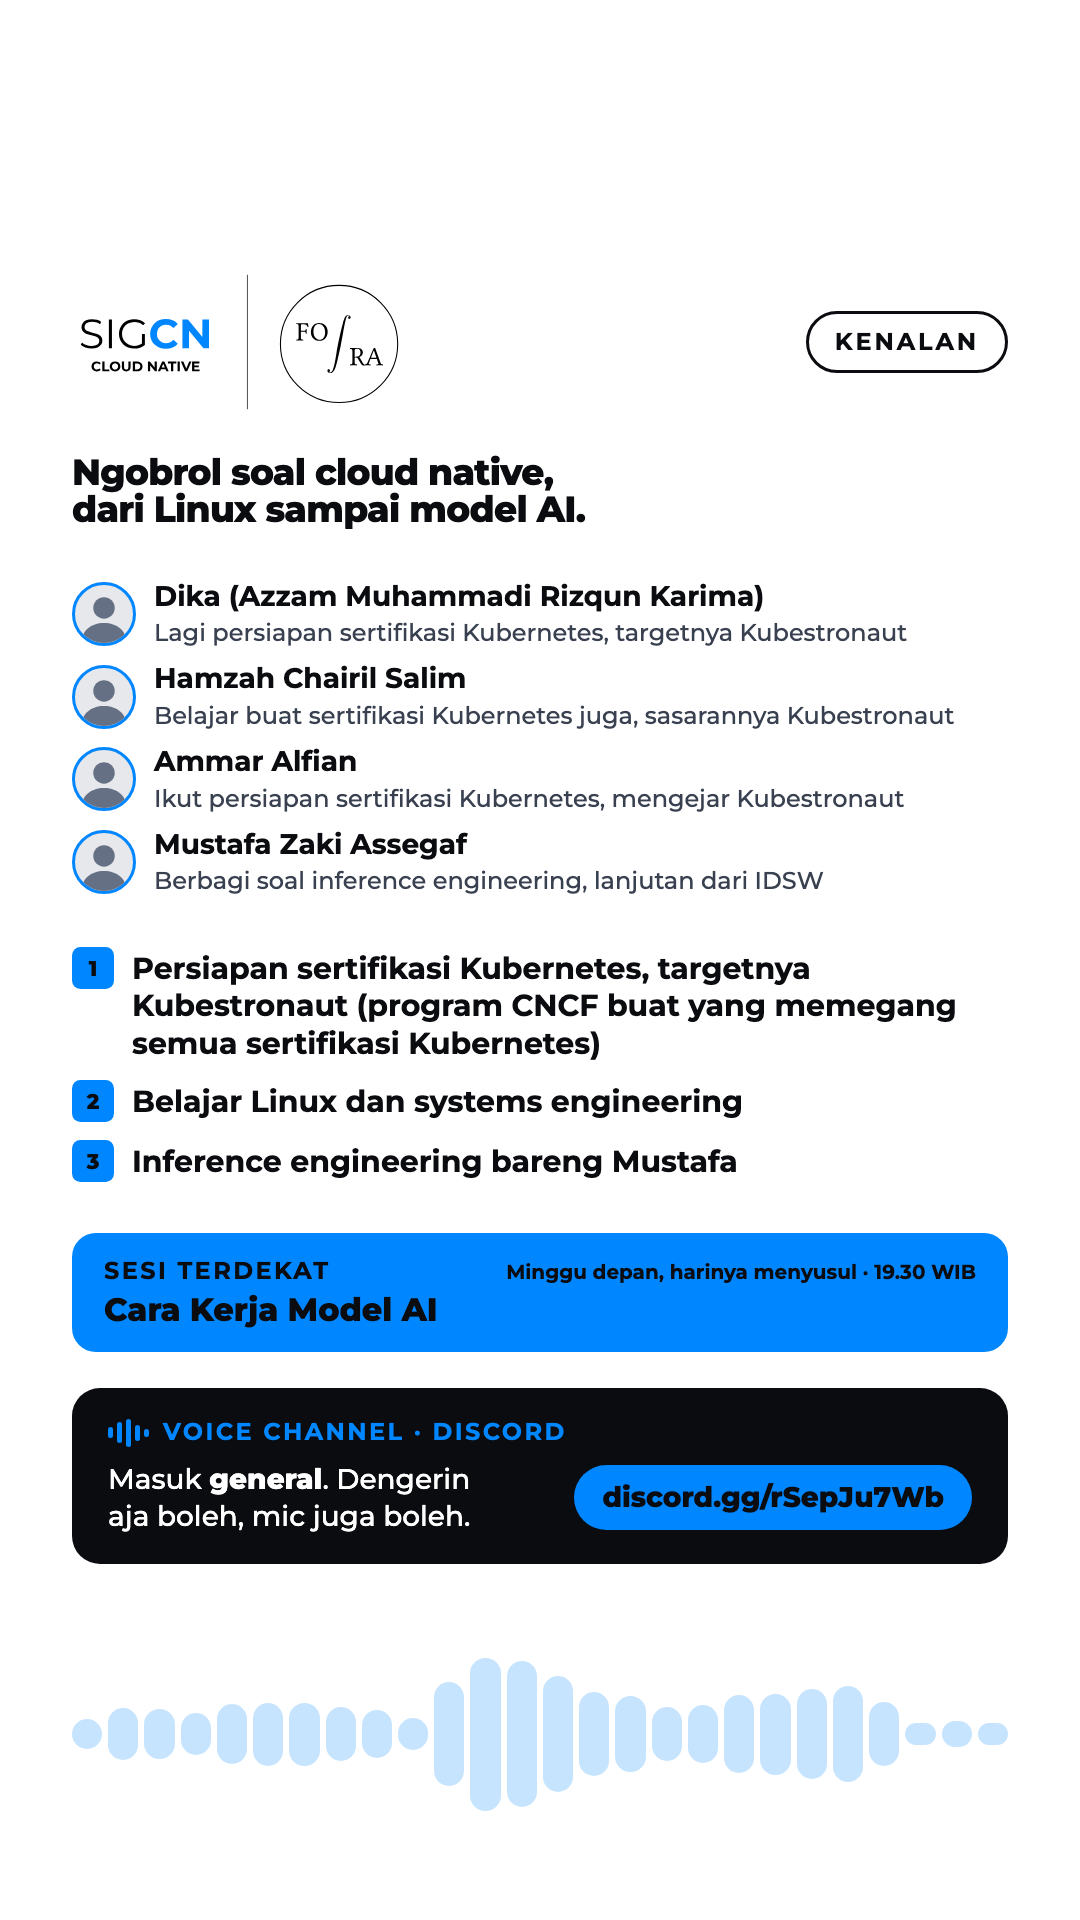 SIGCN
CLOUD NATIVE
FO
RA
KENALAN
Ngobrol soal cloud native,
dari Linux sampai model AI.
Dika (Azzam Muhammadi Rizqun Karima)
Lagi persiapan sertifikasi Kubernetes, targetnya Kubestronaut
Hamzah Chairil Salim
Belajar buat sertifikasi Kubernetes juga, sasarannya Kubestronaut
Ammar Alfian
Ikut persiapan sertifikasi Kubernetes, mengejar Kubestronaut
Mustafa Zaki Assegaf
Berbagi soal inference engineering, lanjutan dari IDSW
1 Persiapan sertifikasi Kubernetes, targetnya
Kubestronaut (program CNCF buat yang memegang
semua sertifikasi Kubernetes)
2 Belajar Linux dan systems engineering
3 Inference engineering bareng Mustafa
SESI TERDEKAT
Minggu depan, harinya menyusul · 19.30 WIB
Cara Kerja Model AI
VOICE CHANNEL · DISCORD
Masuk general. Dengerin
aja boleh, mic juga boleh.
discord.gg/rSepJu7Wb